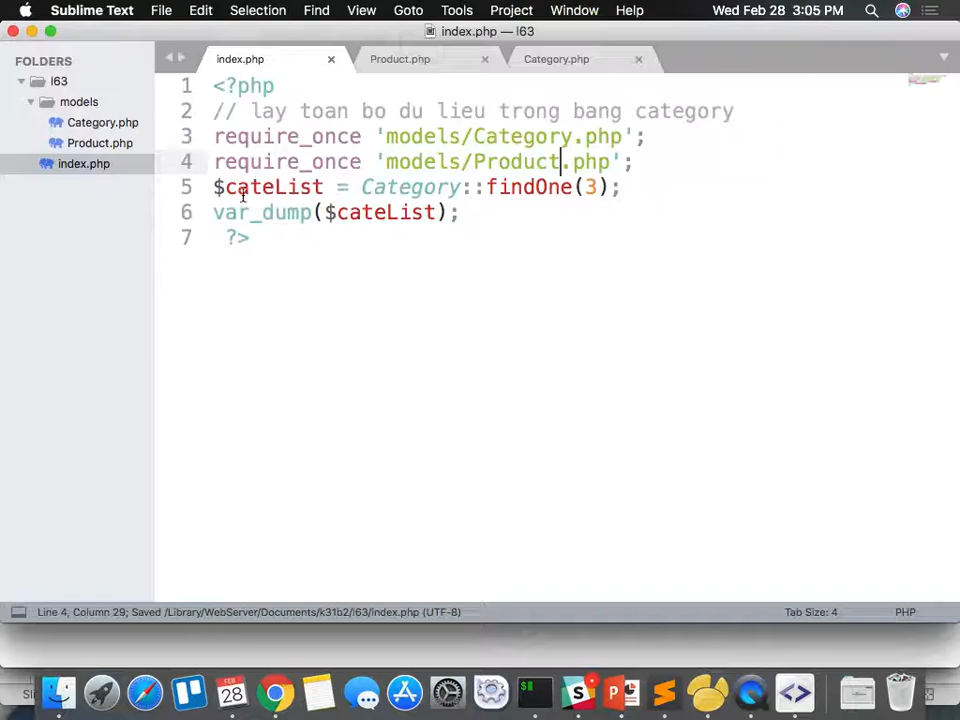 Sublime Text File Edit Selection Find View Goto Tools Project Window Help Wed Feb 28 3:05 PM
index.php — l63
FOLDERS
l63
models
Category.php
Product.php
index.php
index.php Product.php Category.php
1 <?php
2 // lay toan bo du lieu trong bang category
3 require_once 'models/Category.php';
4 require_once 'models/Product.php';
5 $cateList = Category::findOne(3);
6 var_dump($cateList);
7 ?>
Line 4, Column 29; Saved /Library/WebServer/Documents/k31b2/l63/index.php (UTF-8) Tab Size: 4 PHP
FEB
28